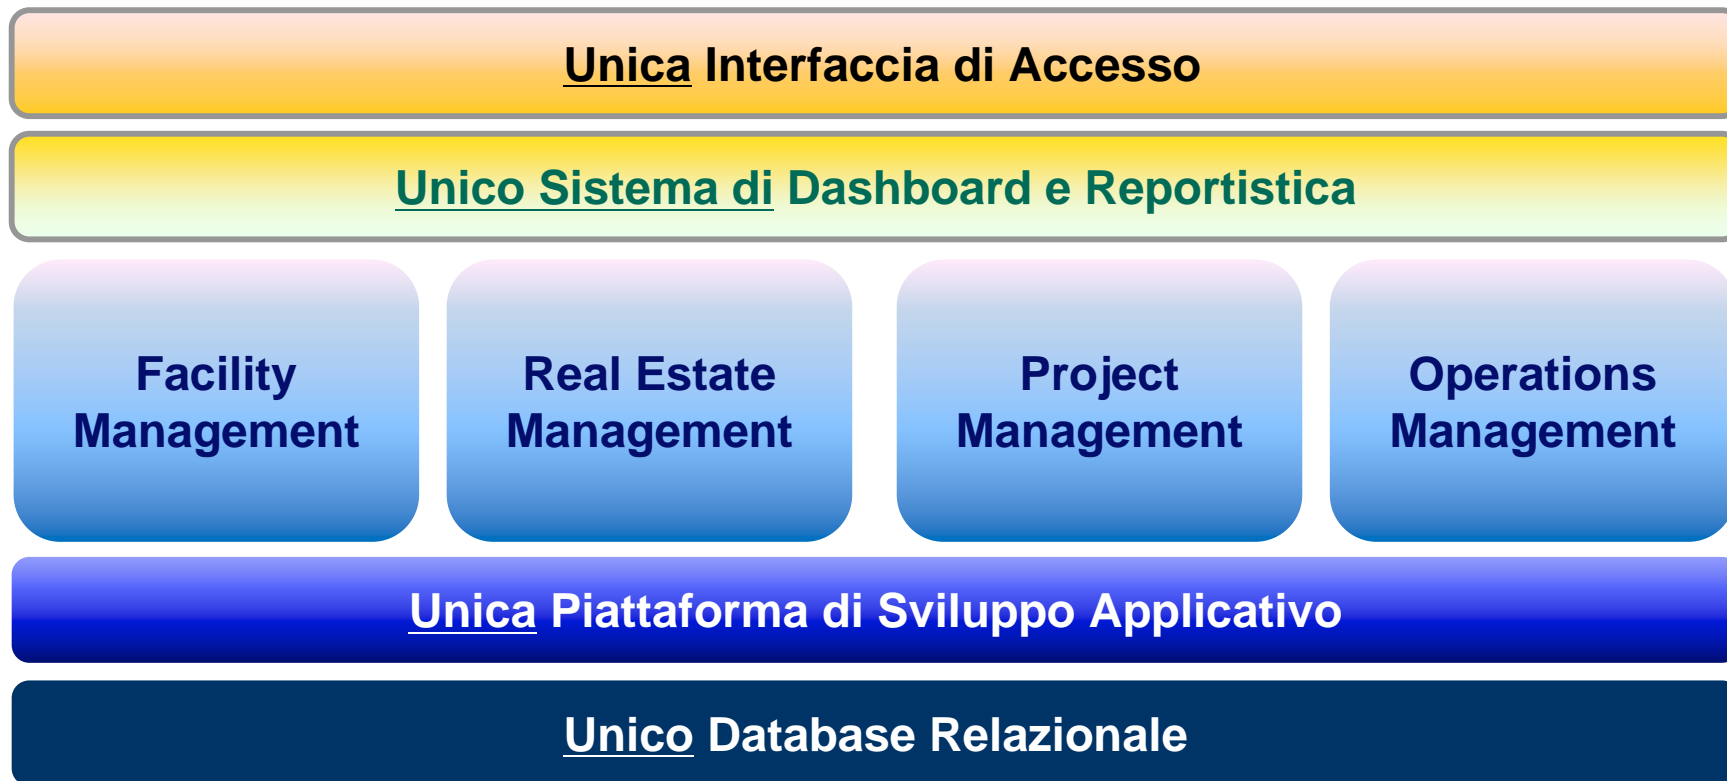 Unica Interfaccia di Accesso
Unico Sistema di Dashboard e Reportistica
Facility
Management
Real Estate
Management
Project
Management
Operations
Management
Unica Piattaforma di Sviluppo Applicativo
Unico Database Relazionale